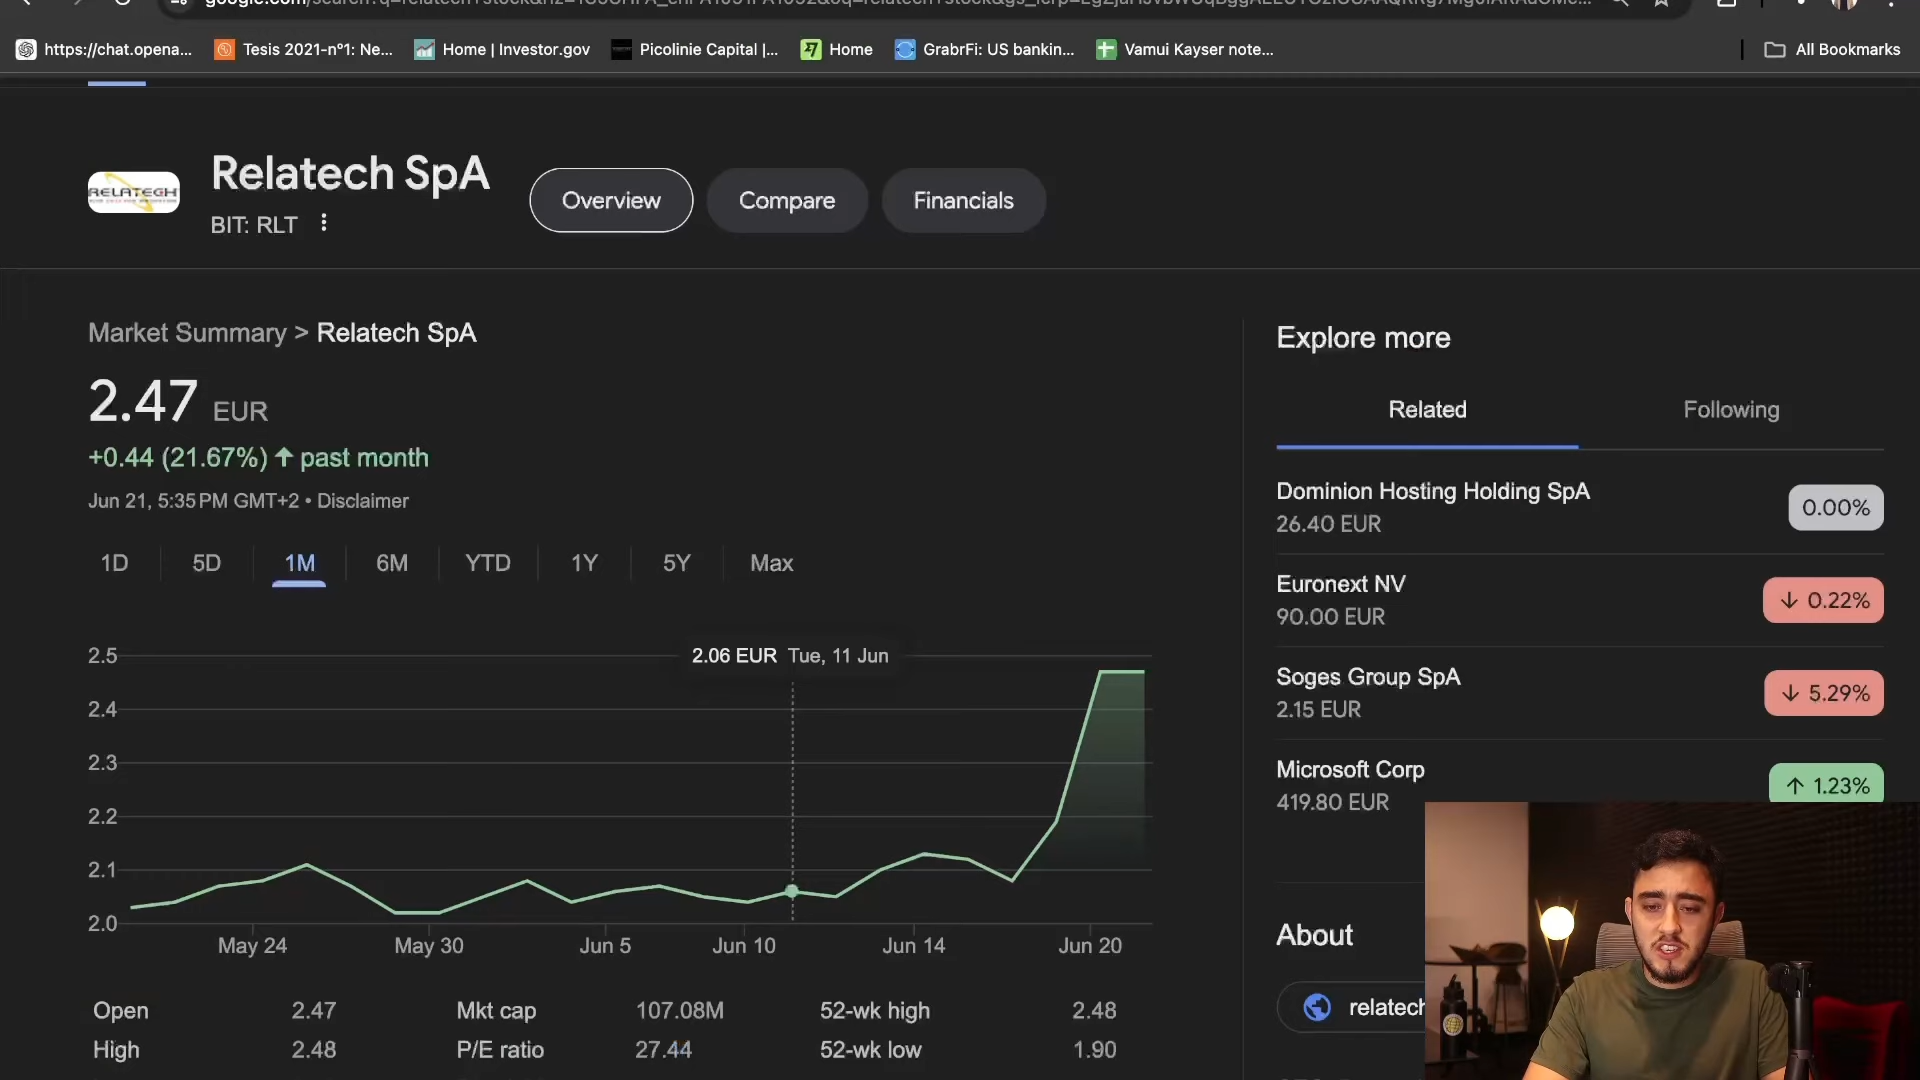 https://chat.opena...
Tesis 2021-nº1: Ne...
Home | Investor.gov
Picolinie Capital |...
Home
GrabrFi: US bankin...
Vamui Kayser note...
All Bookmarks
RELATECH
Relatech SpA
BIT: RLT
Overview
Compare
Financials
Market Summary > Relatech SpA
2.47 EUR
+0.44 (21.67%) ↑ past month
Jun 21, 5:35 PM GMT+2 • Disclaimer
1D
5D
1M
6M
YTD
1Y
5Y
Max
2.06 EUR Tue, 11 Jun
2.5
2.4
2.3
2.2
2.1
2.0
May 24
May 30
Jun 5
Jun 10
Jun 14
Jun 20
Open 2.47
Mkt cap 107.08M
52-wk high 2.48
High 2.48
P/E ratio 27.44
52-wk low 1.90
Explore more
Related
Following
Dominion Hosting Holding SpA
26.40 EUR
0.00%
Euronext NV
90.00 EUR
↓ 0.22%
Soges Group SpA
2.15 EUR
↓ 5.29%
Microsoft Corp
419.80 EUR
↑ 1.23%
About
relatech